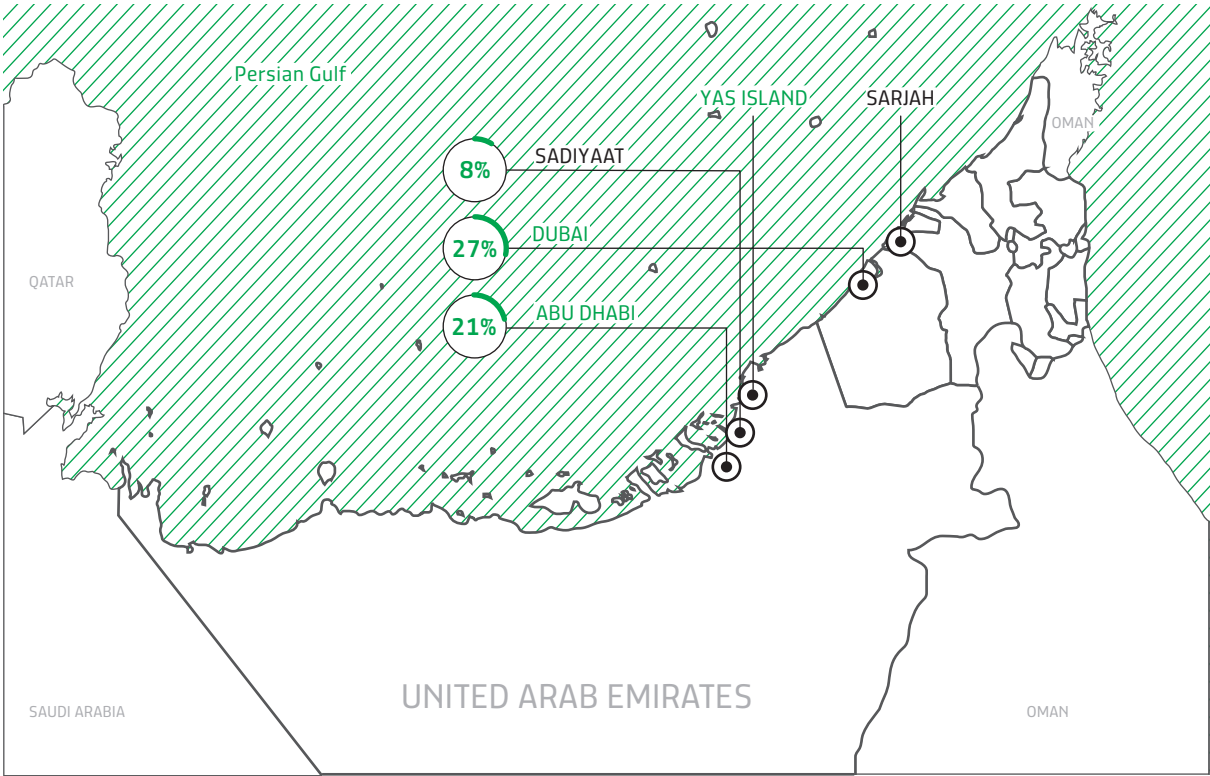 Persian Gulf
YAS ISLAND
SARJAH
OMAN
SADIYAAT
8%
DUBAI
27%
QATAR
ABU DHABI
21%
UNITED ARAB EMIRATES
SAUDI ARABIA
OMAN